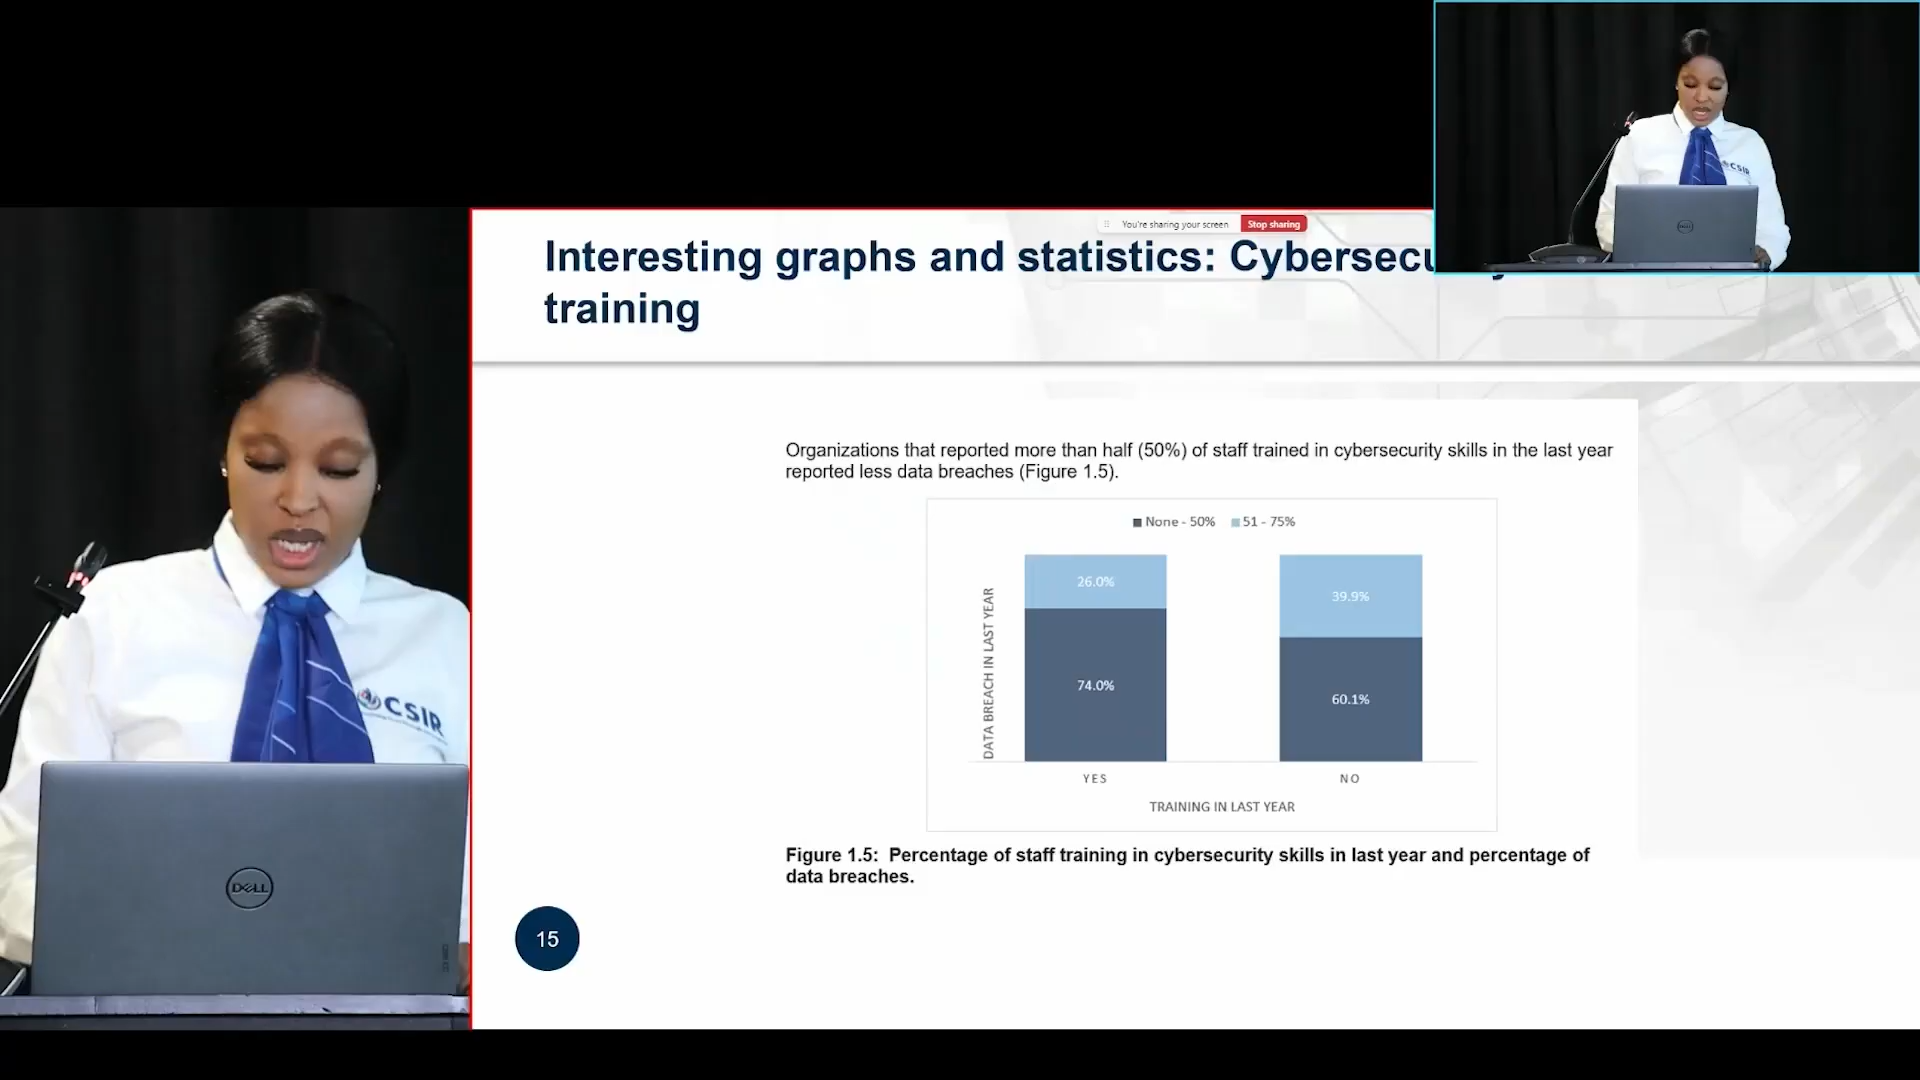 You're sharing your screen
Stop sharing
Interesting graphs and statistics:
training
Organizations that reported more than half (50%) of staff trained in cybersecurity skills in the last year
reported less data breaches (Figure 1.5).
None - 50%
51 - 75%
DATA BREACH IN LAST YEAR
26.0%
39.9%
74.0%
60.1%
YES
NO
TRAINING IN LAST YEAR
Figure 1.5: Percentage of staff training in cybersecurity skills in last year and percentage of
data breaches.
15
CSIR
DELL
CSIR
DELL